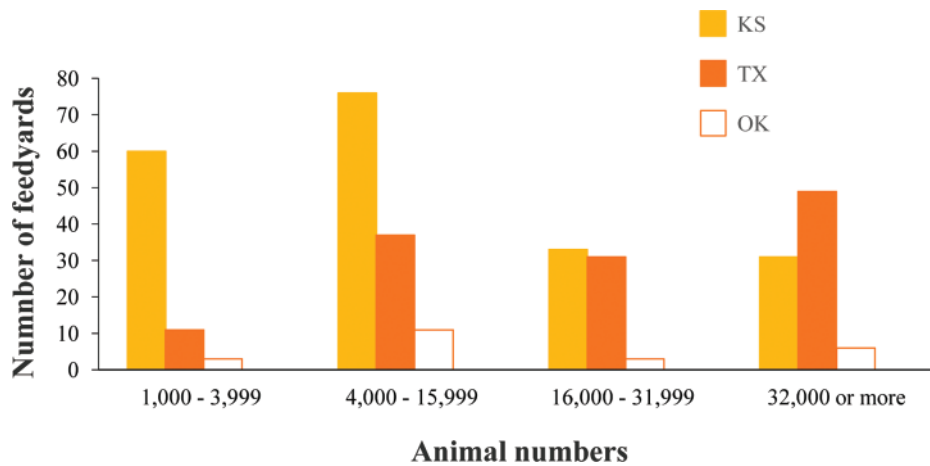 KS
TX
OK
Numnber of feedyards
80
70
60
50
40
30
20
10
0
1,000 - 3,999
4,000 - 15,999
16,000 - 31,999
32,000 or more
Animal numbers